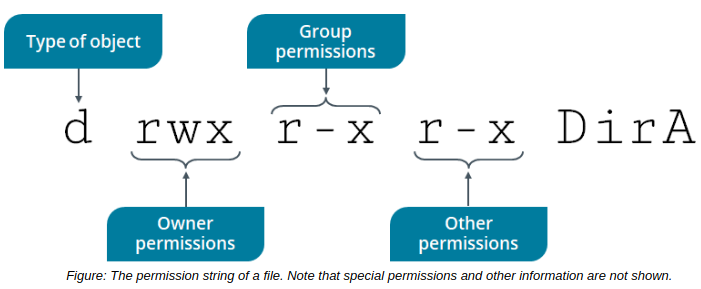 Type of object
Group
permissions
d rwx r-x r-x DirA
Owner
permissions
Other
permissions
Figure: The permission string of a file. Note that special permissions and other information are not shown.